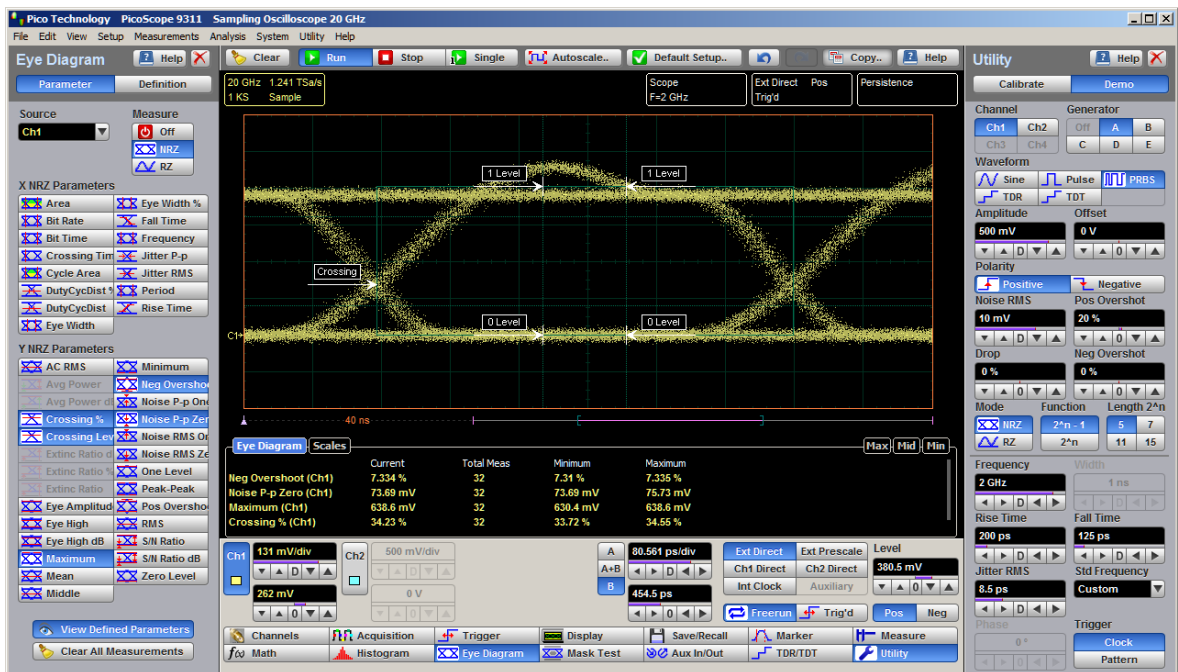 Pico Technology PicoScope 9311 Sampling Oscilloscope 20 GHz
File Edit View Setup Measurements Analysis System Utility Help
Eye Diagram Help
Parameter Definition
Source Measure
Ch1 Off
NRZ
RZ
X NRZ Parameters
Area Eye Width %
Bit Rate Fall Time
Bit Time Frequency
Crossing Tim Jitter P-p
Cycle Area Jitter RMS
DutyCycDist % Period
DutyCycDist Rise Time
Eye Width
Y NRZ Parameters
AC RMS Minimum
Avg Power Neg Overshoo
Avg Power d Noise P-p One
Crossing % Noise P-p Zer
Crossing Lev Noise RMS On
Extinc Ratio d Noise RMS Ze
Extinc Ratio % One Level
Extinc Ratio Peak-Peak
Eye Amplitud Pos Overshoo
Eye High RMS
Eye High dB S/N Ratio
Maximum S/N Ratio dB
Mean Zero Level
Middle
View Defined Parameters
Clear All Measurements
Clear Run Stop Single Autoscale.. Default Setup.. Copy.. Help
20 GHz 1.241 TSa/s
1 KS Sample
Scope
F=2 GHz
Ext Direct Pos
Trig'd
Persistence
1 Level 1 Level
Crossing
0 Level 0 Level
C1
40 ns
Eye Diagram Scales Max Mid Min
Current Total Meas Minimum Maximum
Neg Overshoot (Ch1) 7.334 % 32 7.31 % 7.335 %
Noise P-p Zero (Ch1) 73.69 mV 32 73.69 mV 75.73 mV
Maximum (Ch1) 638.6 mV 32 630.4 mV 638.6 mV
Crossing % (Ch1) 34.23 % 32 33.72 % 34.55 %
Ch1 131 mV/div Ch2 500 mV/div A 80.561 ps/div Ext Direct Ext Prescale Level
D D A+B D Ch1 Direct Ch2 Direct 380.5 mV
262 mV 0 V B 454.5 ps Int Clock Auxiliary 0
0 0 0 Freerun Trig'd Pos Neg
Channels Acquisition Trigger Display Save/Recall Marker Measure
f(x) Math Histogram Eye Diagram Mask Test Aux In/Out TDR/TDT Utility
Utility Help
Calibrate Demo
Channel Generator
Ch1 Ch2 Off A B
Ch3 Ch4 C D E
Waveform
Sine Pulse PRBS
TDR TDT
Amplitude Offset
500 mV 0 V
D 0
Polarity
Positive Negative
Noise RMS Pos Overshot
10 mV 20 %
D 0
Drop Neg Overshot
0 % 0 %
0 0
Mode Function Length 2^n
NRZ 2^n - 1 5 7
RZ 2^n 11 15
Frequency Width
2 GHz 1 ns
D D
Rise Time Fall Time
200 ps 125 ps
D D
Jitter RMS Std Frequency
8.5 ps Custom
D
Phase Trigger
0 ° Clock
0 Pattern